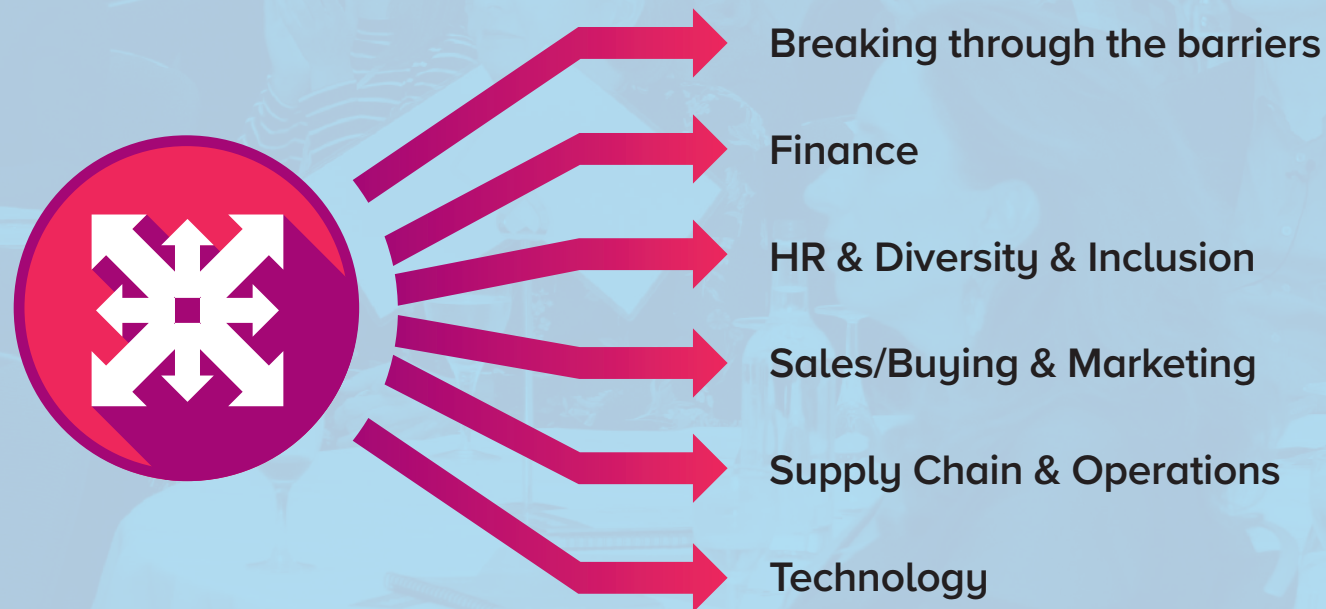 Breaking through the barriers
Finance
HR & Diversity & Inclusion
Sales/Buying & Marketing
Supply Chain & Operations
Technology